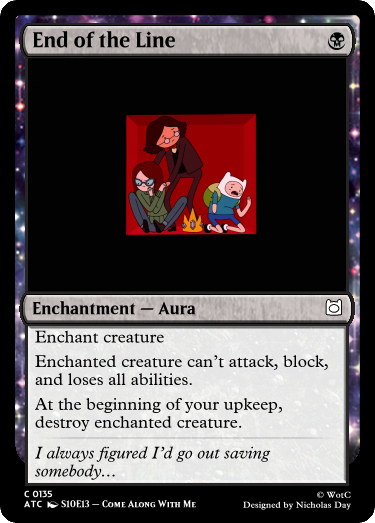 End of the Line
Enchantment — Aura
Enchant creature
Enchanted creature can't attack, block,
and loses all abilities.
At the beginning of your upkeep,
destroy enchanted creature.
I always figured I'd go out saving
somebody…
C 0135
© WotC
ATC S10E13 — Come Along With Me
Designed by Nicholas Day